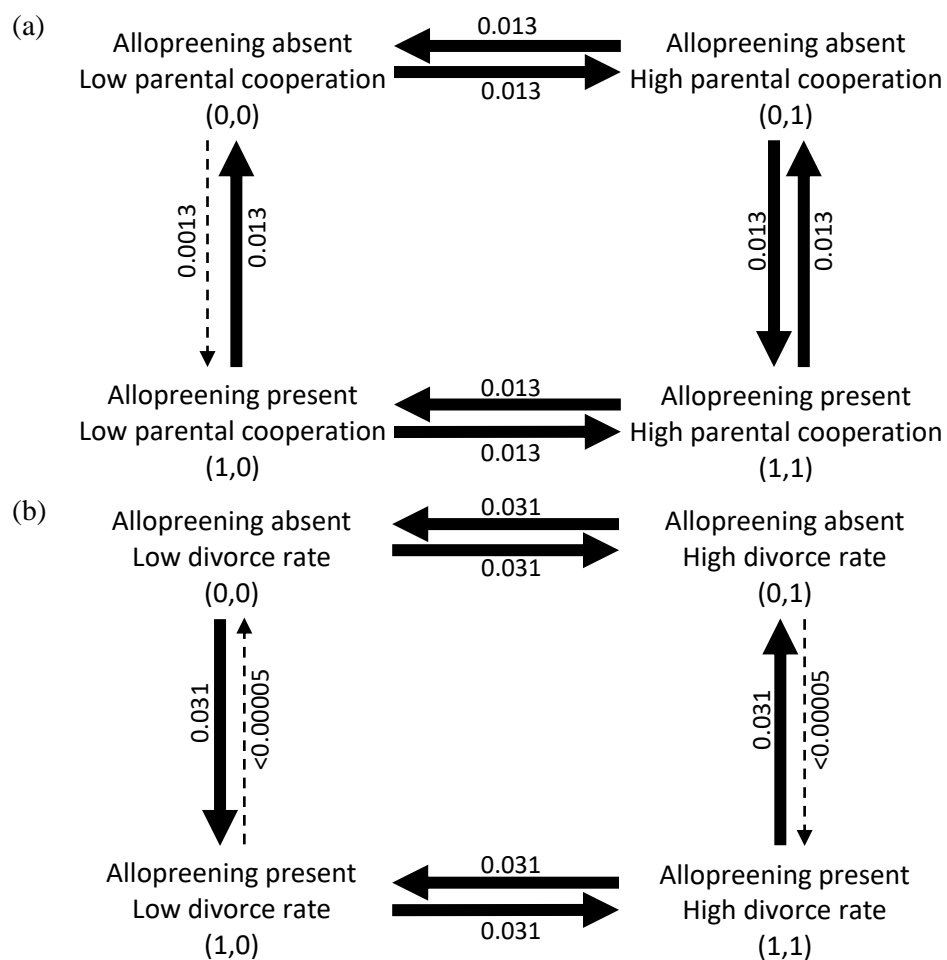 (a)
Allopreening absent
Low parental cooperation
(0,0)
0.013
0.013
Allopreening absent
High parental cooperation
(0,1)
0.0013
0.013
0.013
0.013
Allopreening present
Low parental cooperation
(1,0)
0.013
0.013
Allopreening present
High parental cooperation
(1,1)
(b)
Allopreening absent
Low divorce rate
(0,0)
0.031
0.031
Allopreening absent
High divorce rate
(0,1)
0.031
<0.00005
0.031
<0.00005
Allopreening present
Low divorce rate
(1,0)
0.031
0.031
Allopreening present
High divorce rate
(1,1)